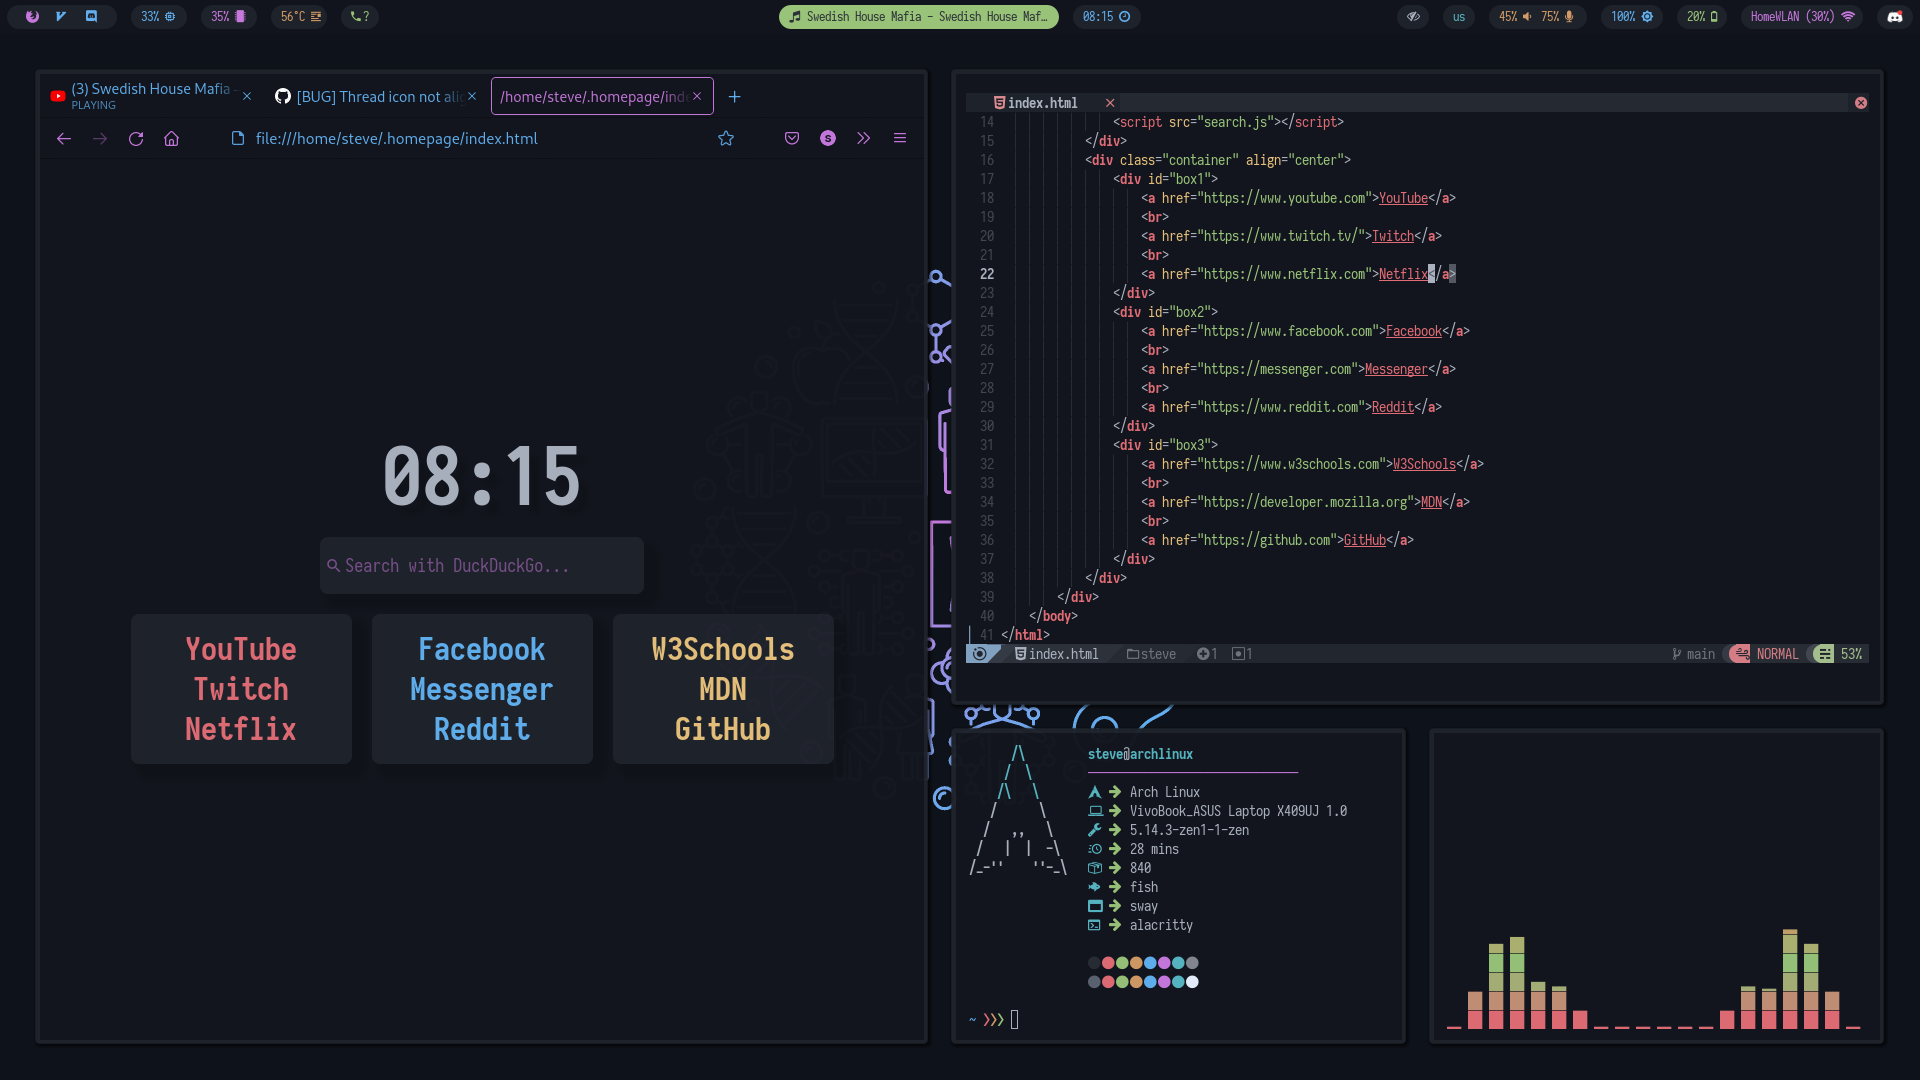 33%
35%
56°C
?
Swedish House Mafia - Swedish House Maf…
08:15
us
45% 75%
100%
20%
HomeWLAN (30%)
(3) Swedish House Mafia -
PLAYING
[BUG] Thread icon not alig
/home/steve/.homepage/inde
file:///home/steve/.homepage/index.html
S
08:15
Search with DuckDuckGo...
YouTube
Twitch
Netflix
Facebook
Messenger
Reddit
W3Schools
MDN
GitHub
index.html
14 <script src="search.js"></script>
15 </div>
16 <div class="container" align="center">
17 <div id="box1">
18 <a href="https://www.youtube.com">YouTube</a>
19 <br>
20 <a href="https://www.twitch.tv/">Twitch</a>
21 <br>
22 <a href="https://www.netflix.com">Netflix</a>
23 </div>
24 <div id="box2">
25 <a href="https://www.facebook.com">Facebook</a>
26 <br>
27 <a href="https://messenger.com">Messenger</a>
28 <br>
29 <a href="https://www.reddit.com">Reddit</a>
30 </div>
31 <div id="box3">
32 <a href="https://www.w3schools.com">W3Schools</a>
33 <br>
34 <a href="https://developer.mozilla.org">MDN</a>
35 <br>
36 <a href="https://github.com">GitHub</a>
37 </div>
38 </div>
39 </div>
40 </body>
41 </html>
index.html steve 1 1 main NORMAL 53%
steve@archlinux
Arch Linux
VivoBook_ASUS Laptop X409UJ 1.0
5.14.3-zen1-1-zen
28 mins
840
fish
sway
alacritty
~ ❯❯❯